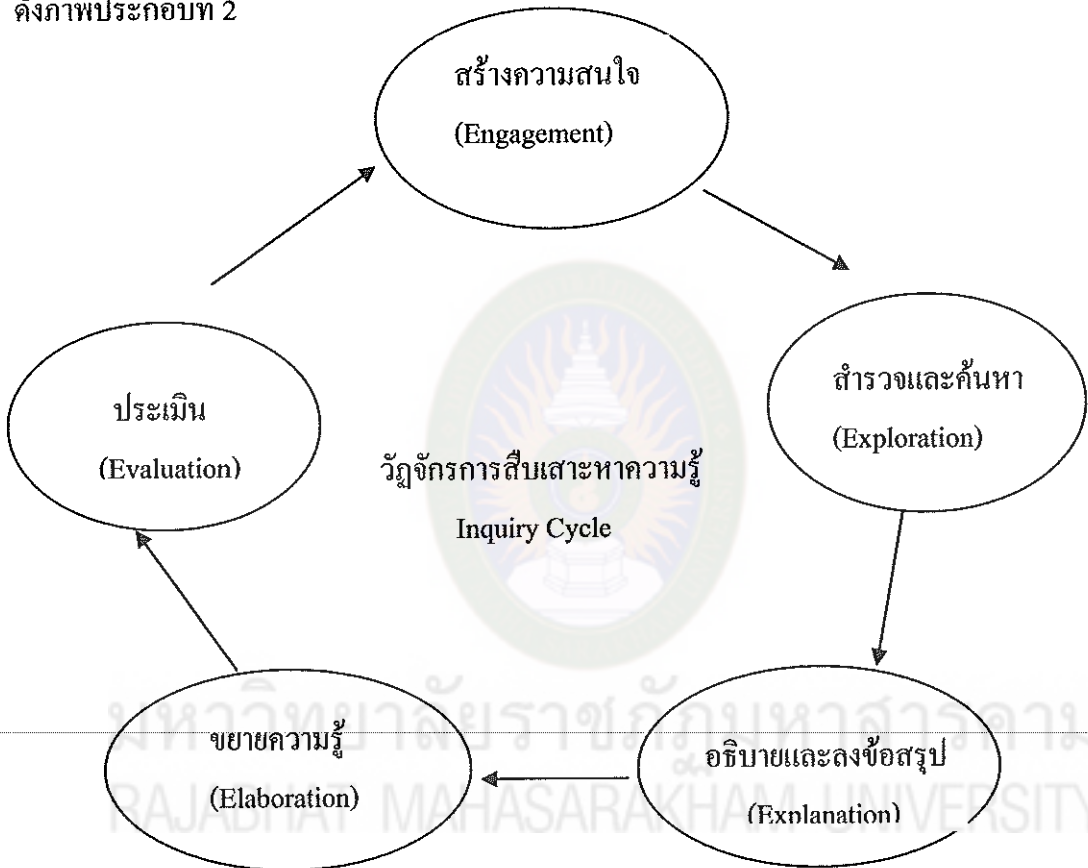 ดังภาพประกอบที่ 2
สร้างความสนใจ
(Engagement)
สำรวจและค้นหา
(Exploration)
ประเมิน
(Evaluation)
วัฏจักรการสืบเสาะหาความรู้
Inquiry Cycle
ขยายความรู้
(Elaboration)
อธิบายและลงข้อสรุป
(Explanation)
มหาวิทยาลัยราชภัฏมหาสารคาม
RAJABHAT MAHASARAKHAM UNIVERSITY